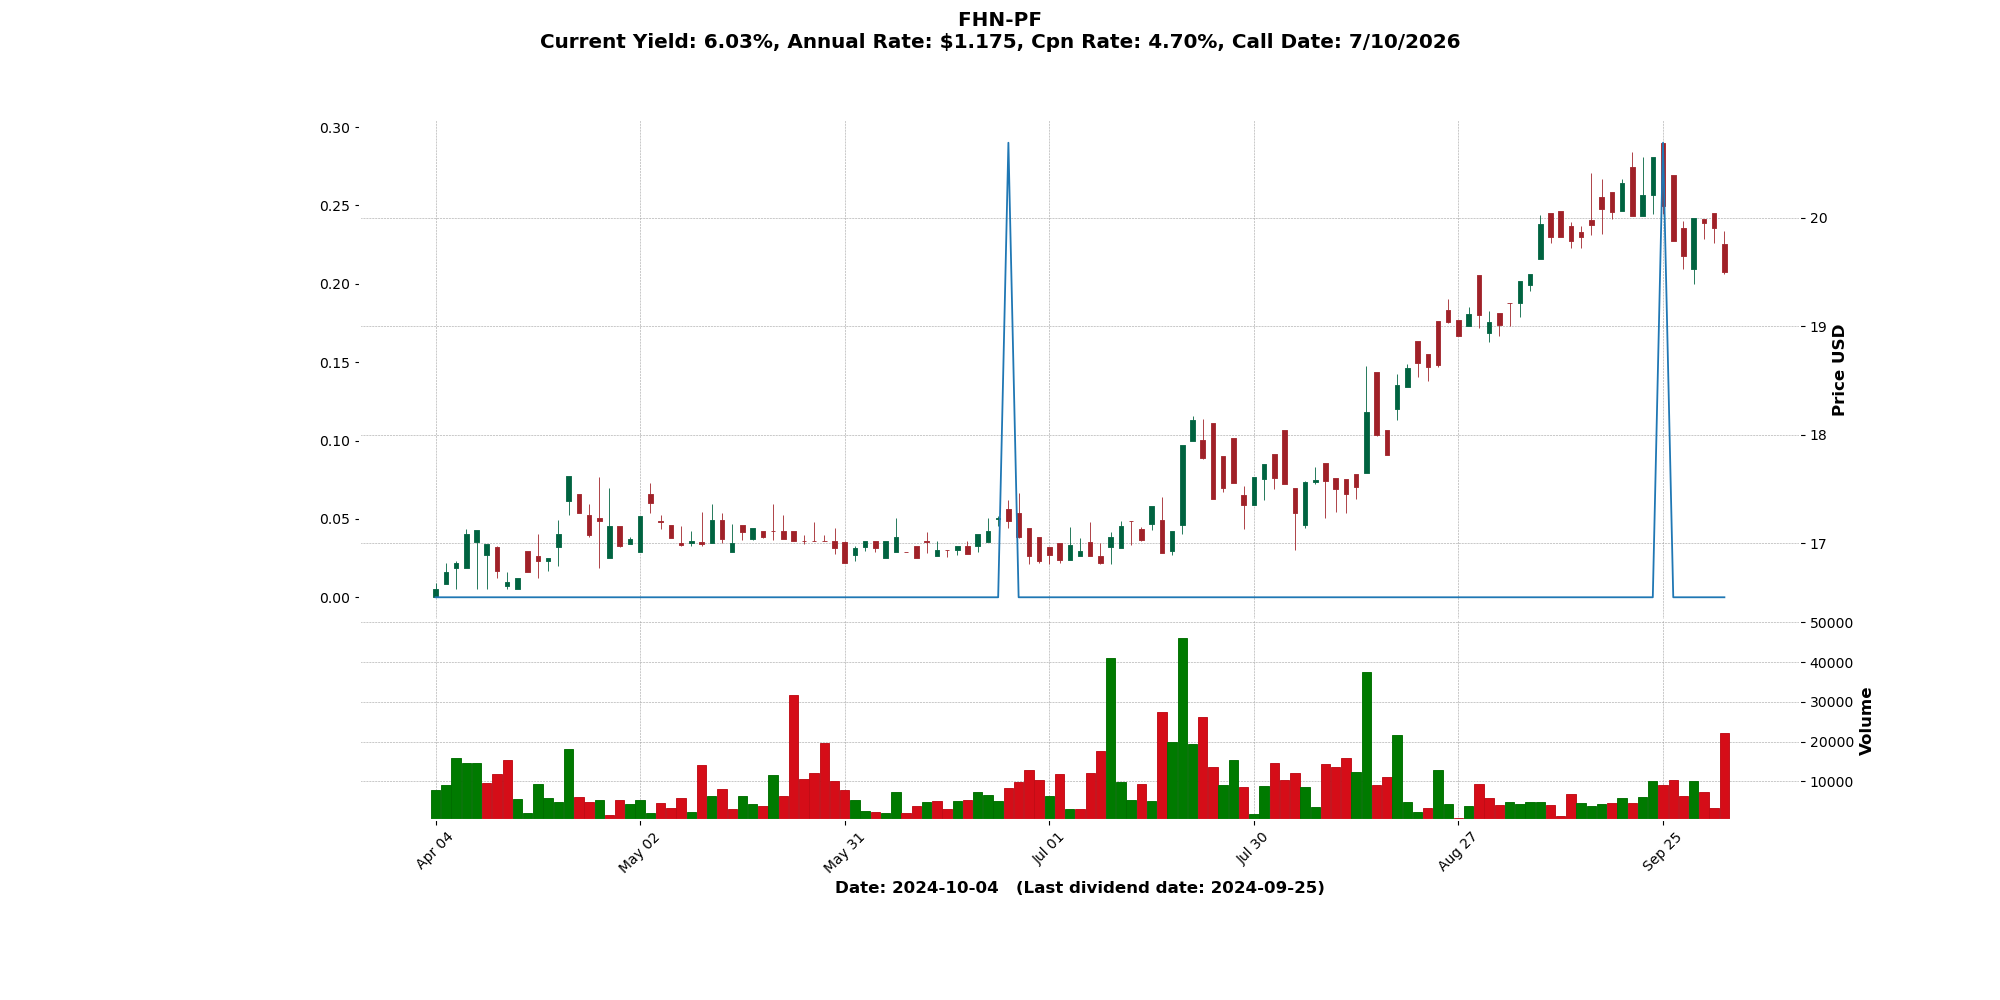 FHN-PF
Current Yield: 6.03%, Annual Rate: $1.175, Cpn Rate: 4.70%, Call Date: 7/10/2026
0.30
0.25
0.20
0.15
0.10
0.05
0.00
20
19
18
17
Price USD
50000
40000
30000
20000
10000
Volume
Apr 04
May 02
May 31
Jul 01
Jul 30
Aug 27
Sep 25
Date: 2024-10-04 (Last dividend date: 2024-09-25)